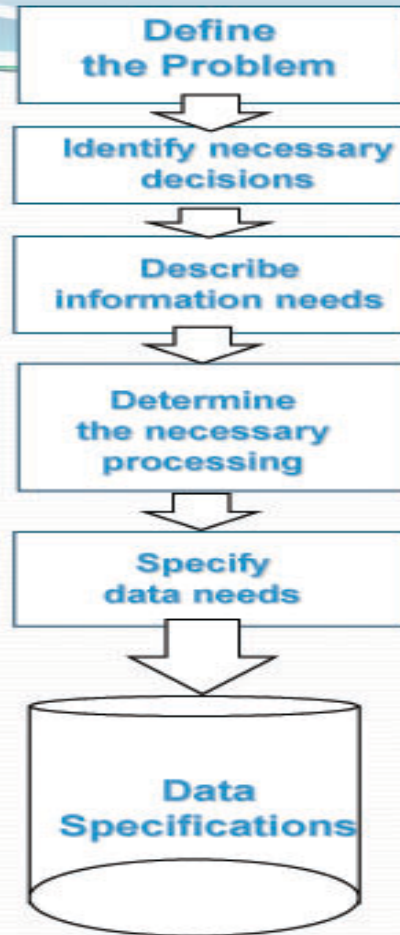 Define
the Problem
Identify necessary
decisions
Describe
information needs
Determine
the necessary
processing
Specify
data needs
Data
Specifications